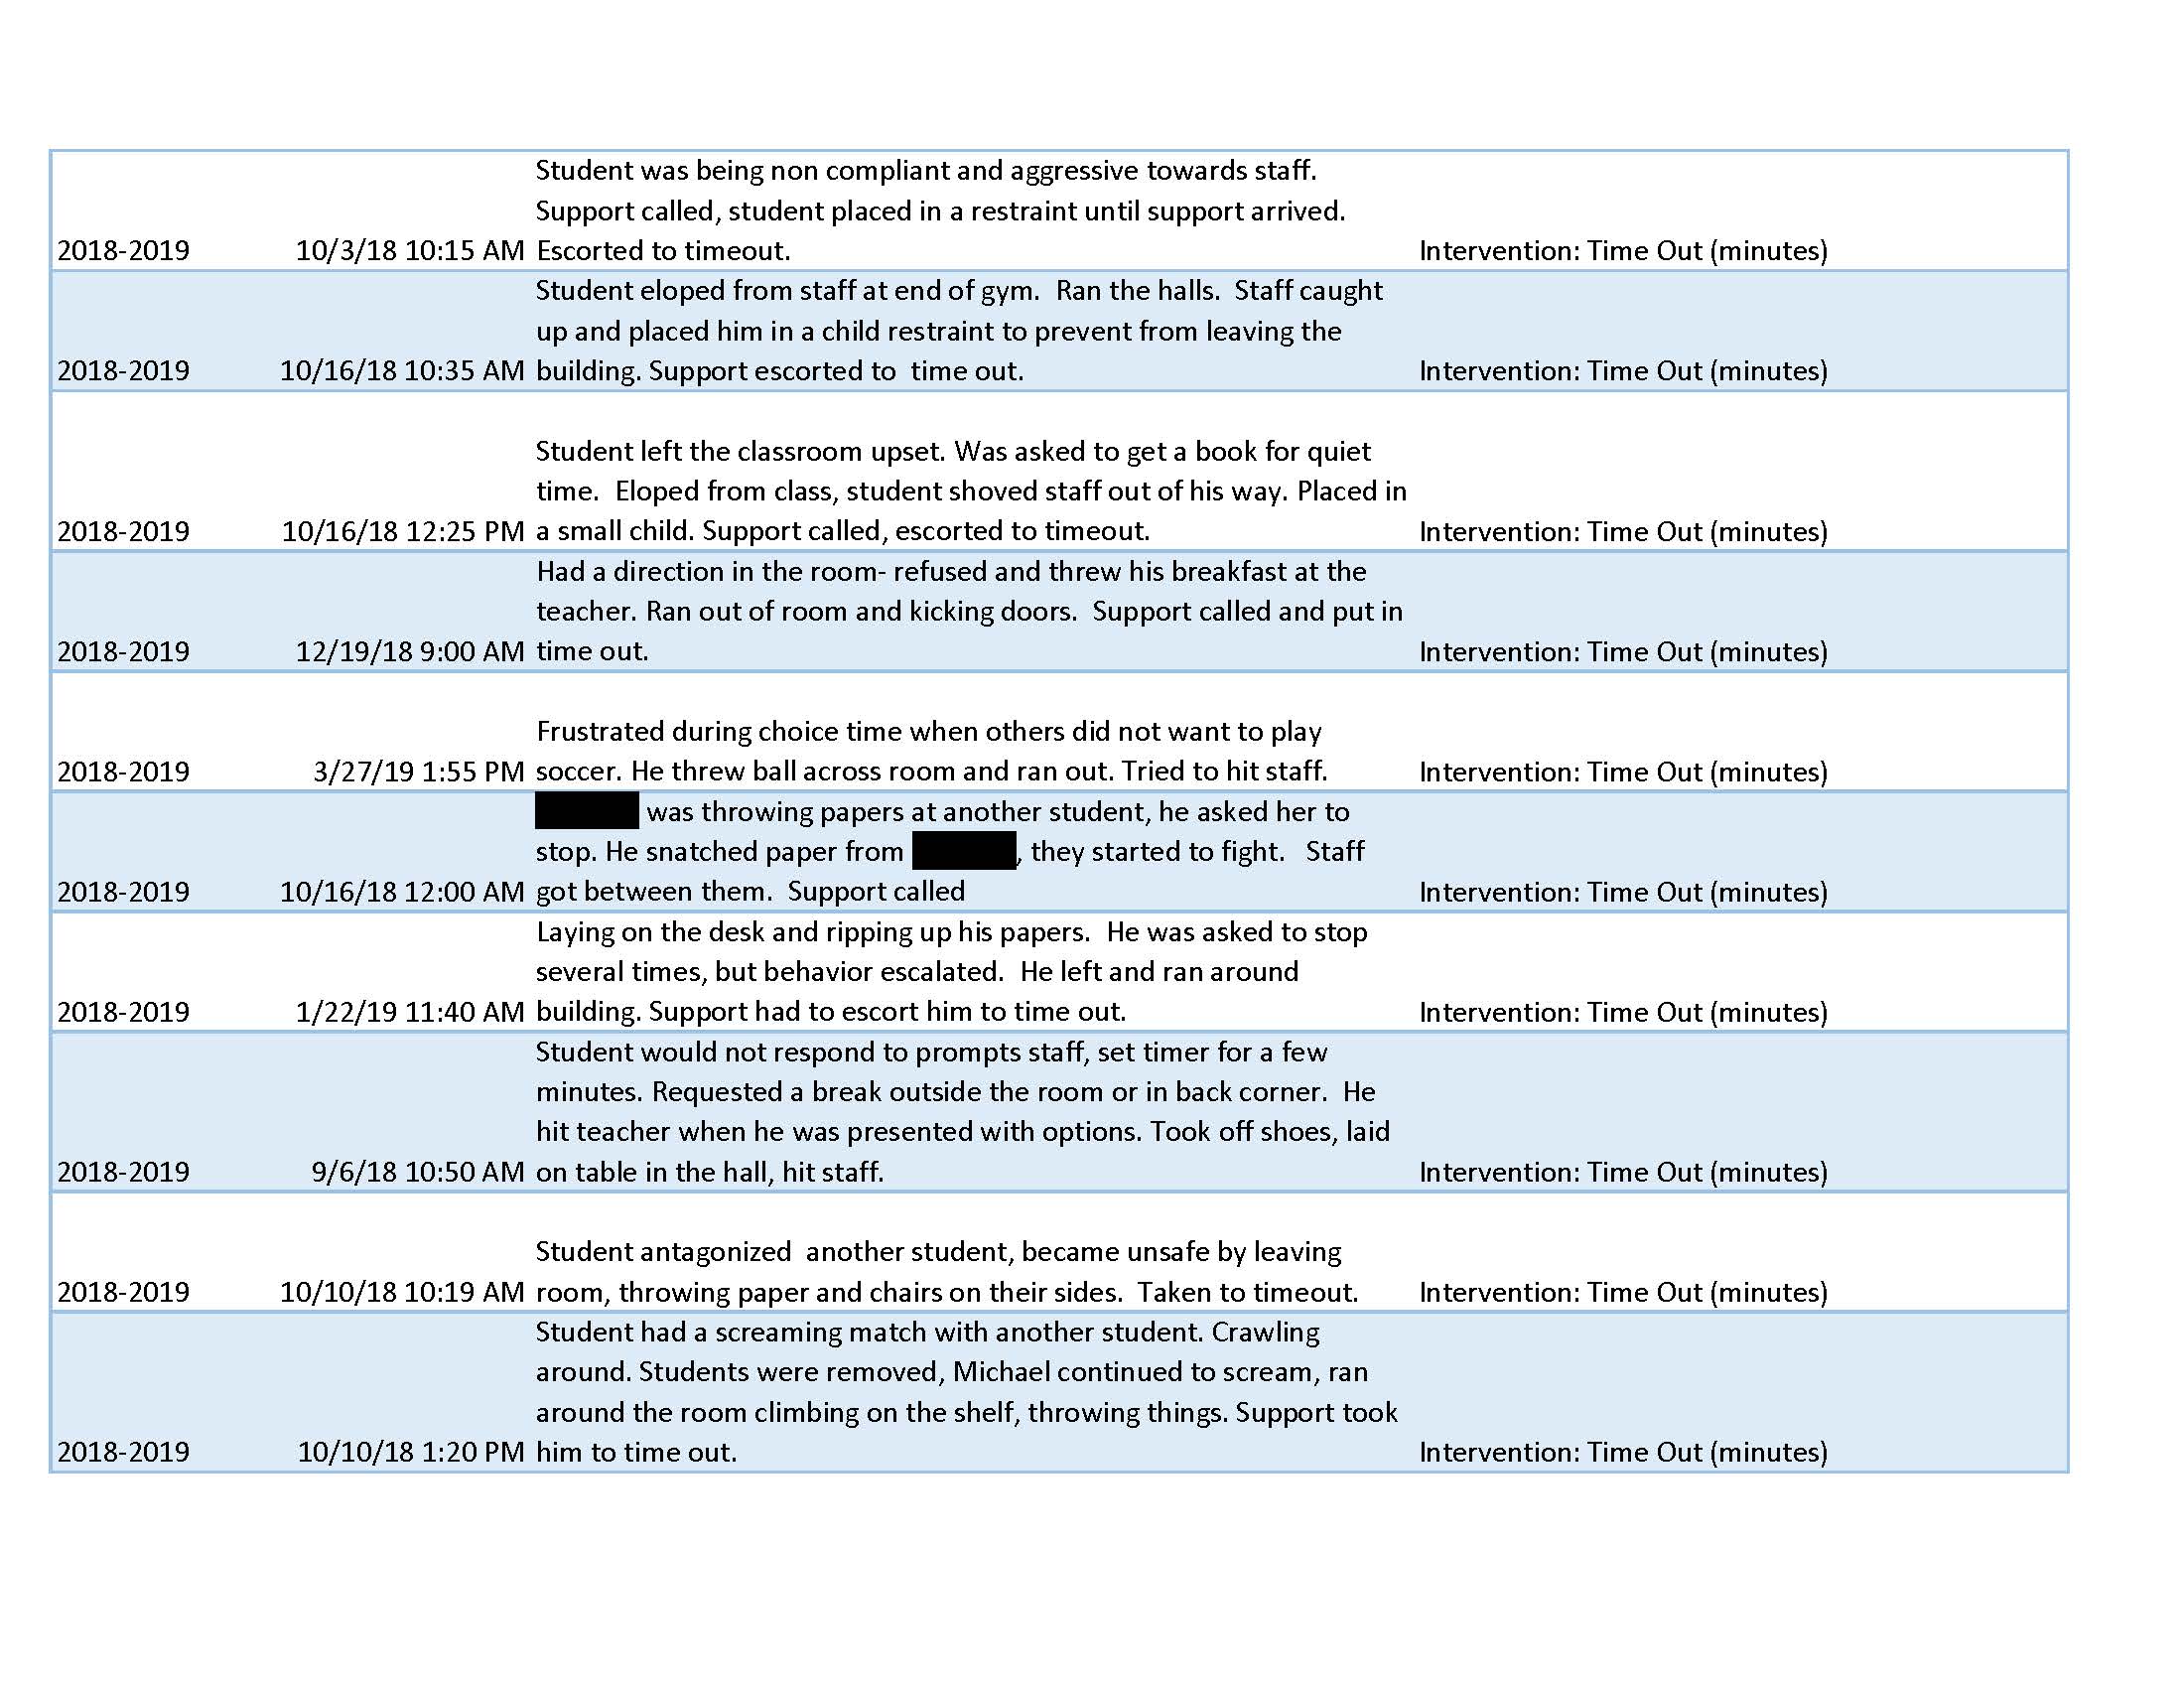 Student was being non compliant and aggressive towards staff.
Support called, student placed in a restraint until support arrived.
2018-2019 10/3/18 10:15 AM Escorted to timeout. Intervention: Time Out (minutes)
Student eloped from staff at end of gym.  Ran the halls.  Staff caught
up and placed him in a child restraint to prevent from leaving the
2018-2019 10/16/18 10:35 AM building. Support escorted to  time out. Intervention: Time Out (minutes)
Student left the classroom upset. Was asked to get a book for quiet
time.  Eloped from class, student shoved staff out of his way. Placed in
2018-2019 10/16/18 12:25 PM a small child. Support called, escorted to timeout. Intervention: Time Out (minutes)
Had a direction in the room- refused and threw his breakfast at the
teacher. Ran out of room and kicking doors.  Support called and put in
2018-2019 12/19/18 9:00 AM time out. Intervention: Time Out (minutes)
Frustrated during choice time when others did not want to play
2018-2019 3/27/19 1:55 PM soccer. He threw ball across room and ran out. Tried to hit staff. Intervention: Time Out (minutes)
was throwing papers at another student, he asked her to
stop. He snatched paper from , they started to fight.   Staff
2018-2019 10/16/18 12:00 AM got between them.  Support called Intervention: Time Out (minutes)
Laying on the desk and ripping up his papers.  He was asked to stop
several times, but behavior escalated.  He left and ran around
2018-2019 1/22/19 11:40 AM building. Support had to escort him to time out. Intervention: Time Out (minutes)
Student would not respond to prompts staff, set timer for a few
minutes. Requested a break outside the room or in back corner.  He
hit teacher when he was presented with options. Took off shoes, laid
2018-2019 9/6/18 10:50 AM on table in the hall, hit staff. Intervention: Time Out (minutes)
Student antagonized  another student, became unsafe by leaving
2018-2019 10/10/18 10:19 AM room, throwing paper and chairs on their sides.  Taken to timeout. Intervention: Time Out (minutes)
Student had a screaming match with another student. Crawling
around. Students were removed, Michael continued to scream, ran
around the room climbing on the shelf, throwing things. Support took
2018-2019 10/10/18 1:20 PM him to time out. Intervention: Time Out (minutes)